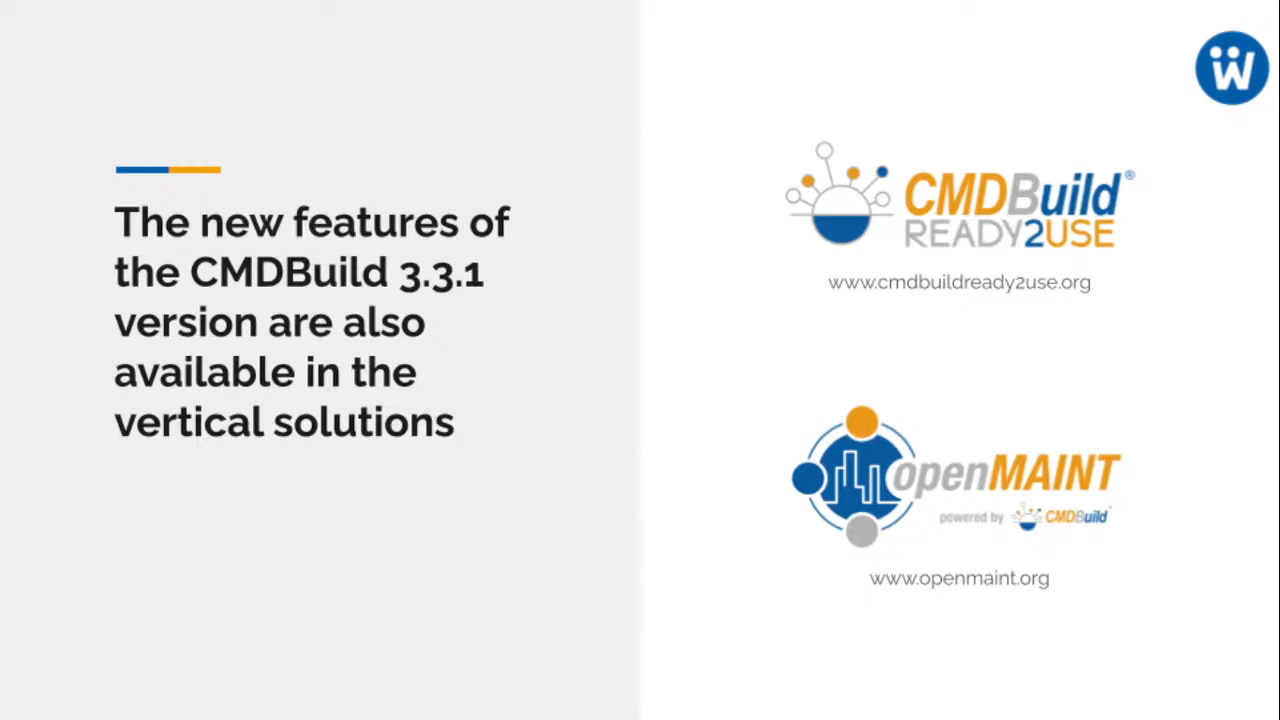 The new features of
the CMDBuild 3.3.1
version are also
available in the
vertical solutions
W
CMDBuild®
READY2USE
www.cmdbuildready2use.org
openMAINT
powered by CMDBuild
www.openmaint.org